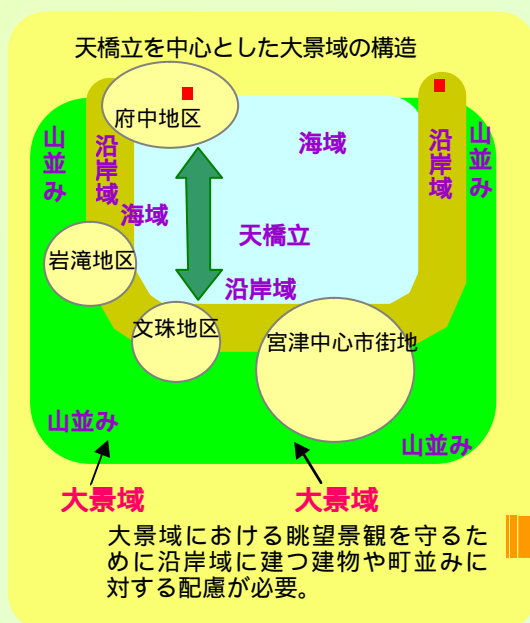 天橋立を中心とした大景域の構造
府中地区
海域
山並み
沿岸域
沿岸域
山並み
海域
天橋立
岩滝地区
沿岸域
文珠地区
宮津中心市街地
山並み
山並み
大景域
大景域
大景域における眺望景観を守るた
めに沿岸域に建つ建物や町並みに
対する配慮が必要。